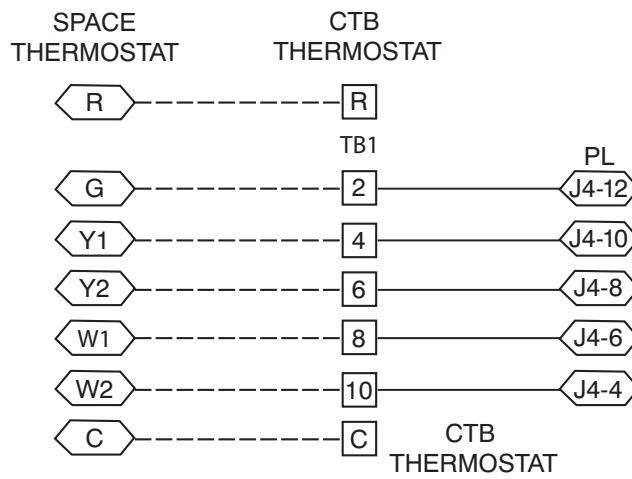 SPACE
THERMOSTAT
CTB
THERMOSTAT
R R
TB1
PL
G 2 J4-12
Y1 4 J4-10
Y2 6 J4-8
W1 8 J4-6
W2 10 J4-4
C C
CTB
THERMOSTAT